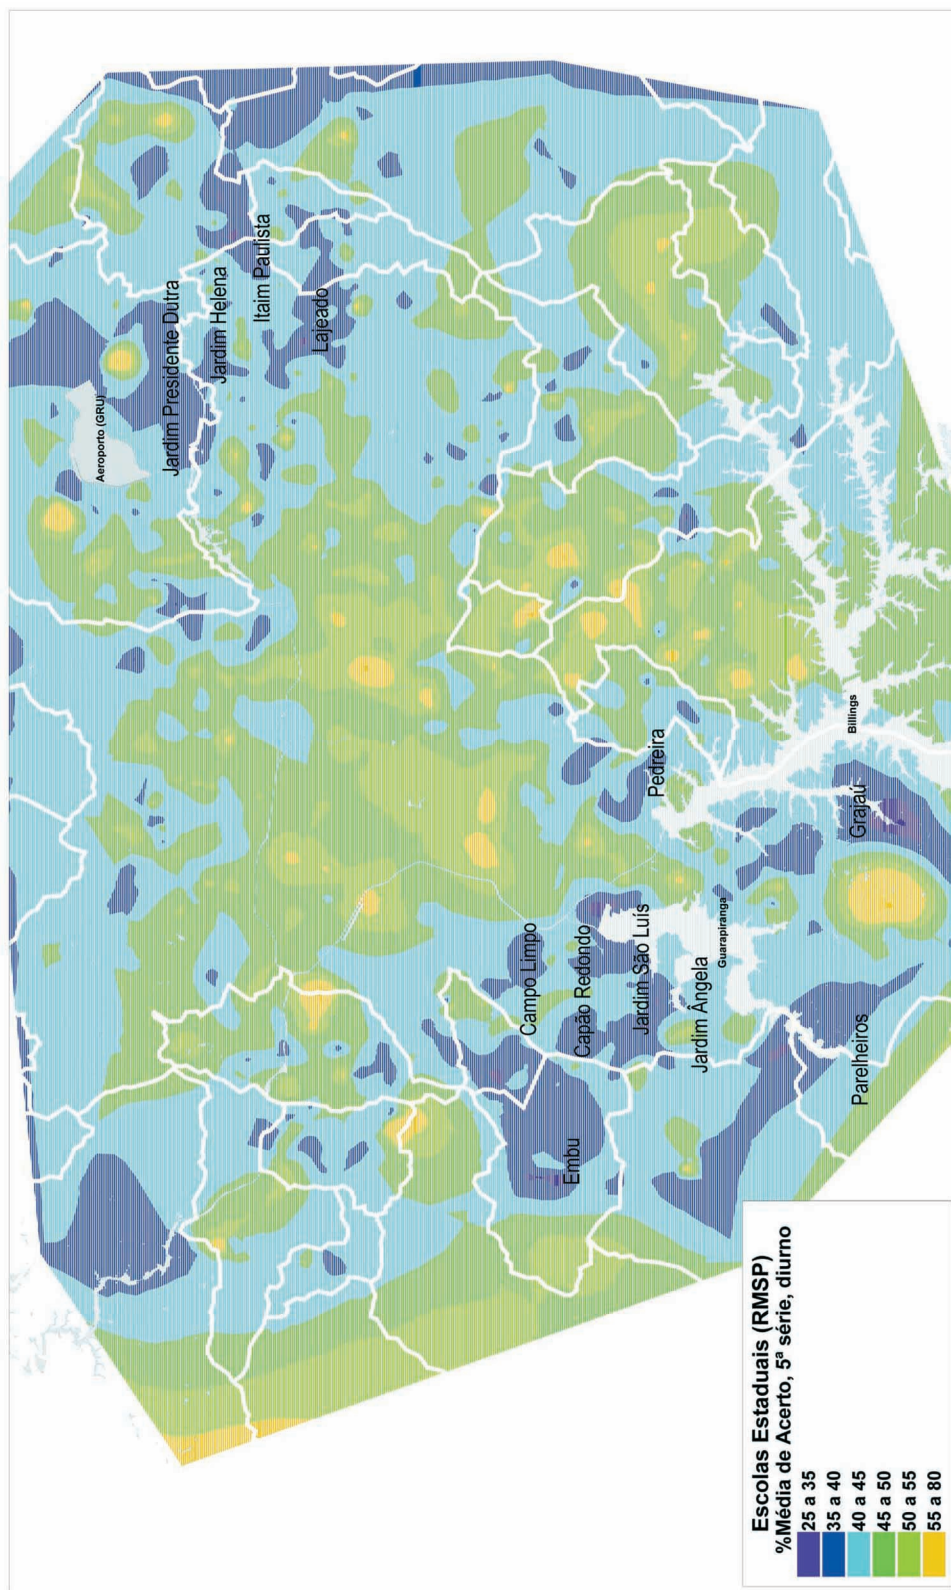 Aeroporto (GRU)
Jardim Presidente Dutra
Jardim Helena
Itaim Paulista
Lajeado
Campo Limpo
Capão Redondo
Jardim São Luís
Pedreira
Jardim Ângela
Guarapiranga
Billings
Grajaú
Embu
Parelheiros
Escolas Estaduais (RMSP)
%Média de Acerto, 5ª série, diurno
25 a 35
35 a 40
40 a 45
45 a 50
50 a 55
55 a 80